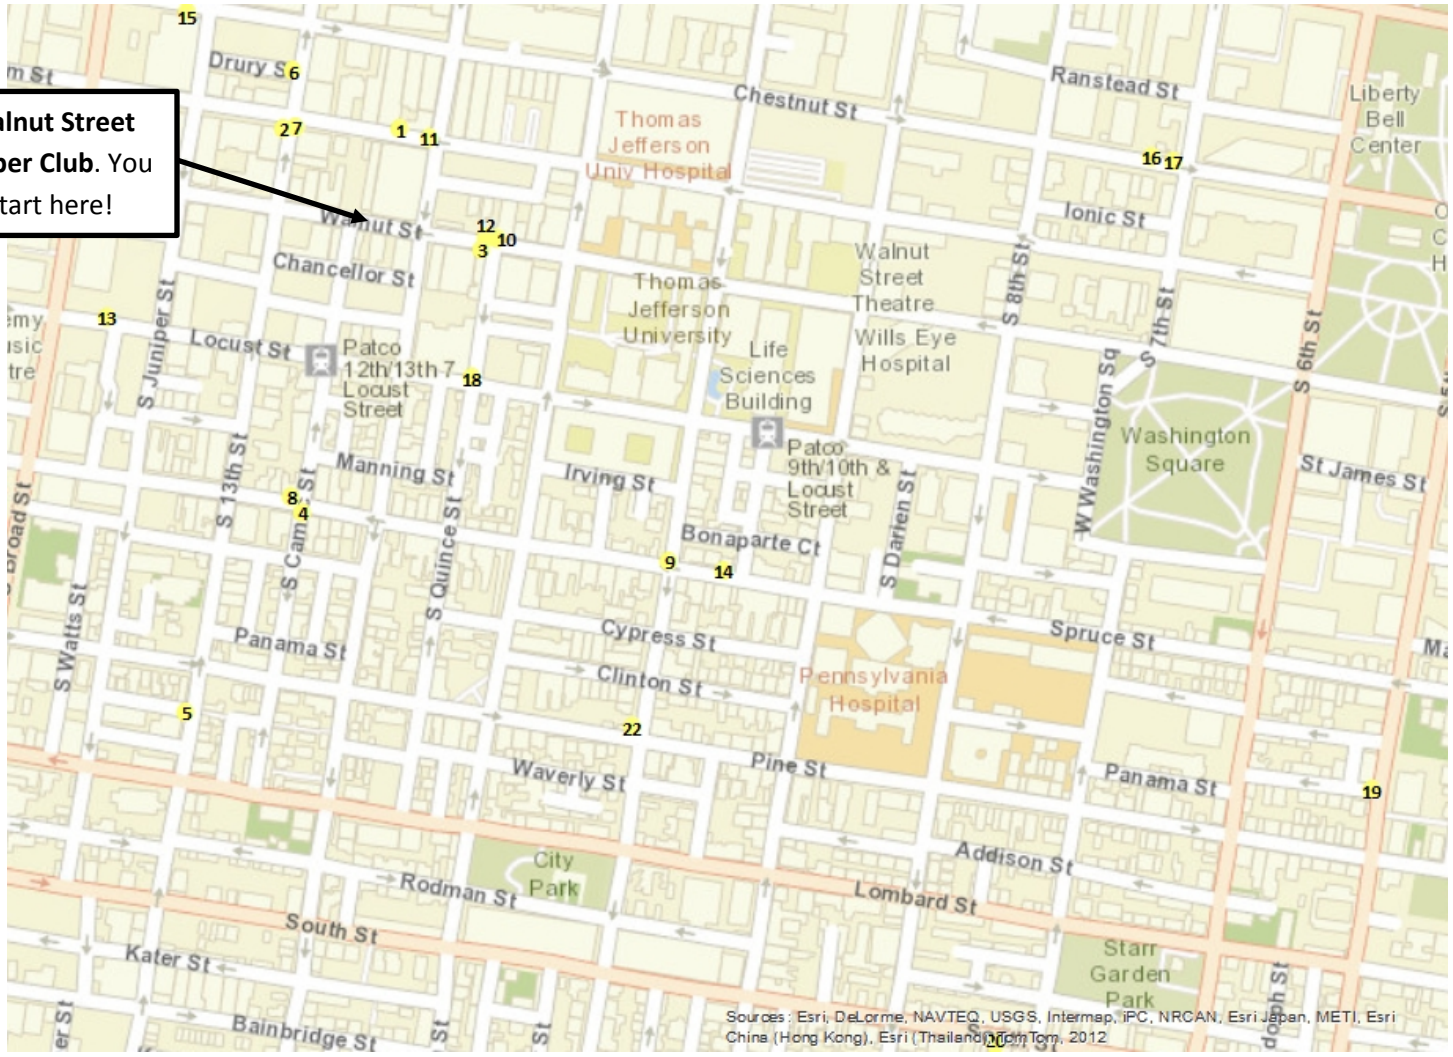 15
Drury S
6
m St
Chestnut St
Ranstead St
Liberty
Bell
Center
alnut Street
per Club. You
tart here!
2
7
1
11
Thomas
Jefferson
Univ Hospital
16
17
Walnut St
12
10
3
Ionic St
Chancellor St
Thomas
Jefferson
University
Walnut
Street
Theatre
Wills Eye
Hospital
S 8th St
S 7th St
S 6th St
13
S Juniper St
Locust St
Patco
12th/13th 7
Locust
Street
18
Life
Sciences
Building
Patco
9th/10th &
Locust
Street
W Washington Sq
Washington
Square
St James St
S 13th St
Manning St
Irving St
8
4
S Quince St
Bonaparte Ct
S Darien St
S Broad St
9
14
S Watts St
Panama St
Cypress St
Clinton St
Spruce St
Pennsylvania
Hospital
5
22
Pine St
Waverly St
Panama St
19
City
Park
Addison St
Rodman St
Lombard St
South St
Kater St
Starr
Garden
Park
Bainbridge St
Sources: Esri, DeLorme, NAVTEQ, USGS, Intermap, iPC, NRCAN, Esri Japan, METI, Esri
China (Hong Kong), Esri (Thailand), TomTom, 2012
20